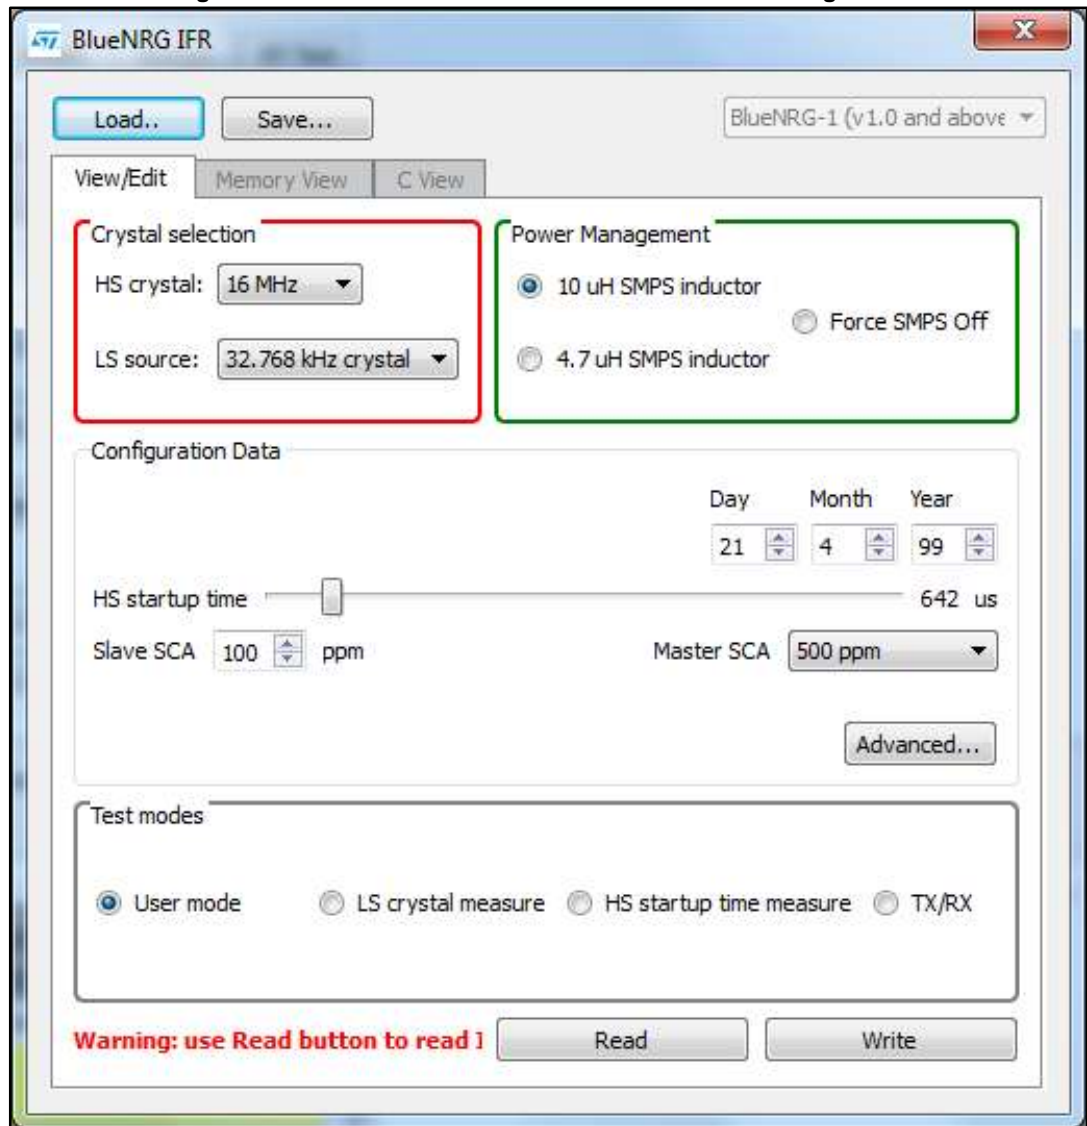 BlueNRG IFR
Load.. Save... BlueNRG-1 (v1.0 and above
View/Edit Memory View C View
Crystal selection Power Management
HS crystal: 16 MHz 10 uH SMPS inductor
Force SMPS Off
LS source: 32.768 kHz crystal 4.7 uH SMPS inductor
Configuration Data
Day Month Year
21 4 99
HS startup time 642 us
Slave SCA 100 ppm Master SCA 500 ppm
Advanced...
Test modes
User mode LS crystal measure HS startup time measure TX/RX
Warning: use Read button to read Read Write